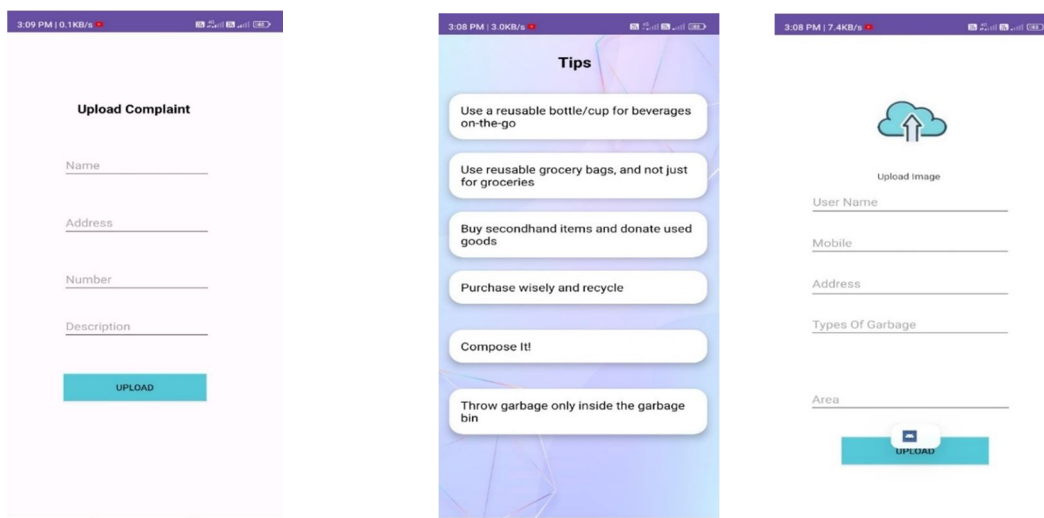 3:09 PM | 0.1KB/s
Upload Complaint
Name
Address
Number
Description
UPLOAD
3:08 PM | 3.0KB/s
Tips
Use a reusable bottle/cup for beverages
on-the-go
Use reusable grocery bags, and not just
for groceries
Buy secondhand items and donate used
goods
Purchase wisely and recycle
Compose It!
Throw garbage only inside the garbage
bin
3:08 PM | 7.4KB/s
Upload Image
User Name
Mobile
Address
Types Of Garbage
Area
UPLOAD